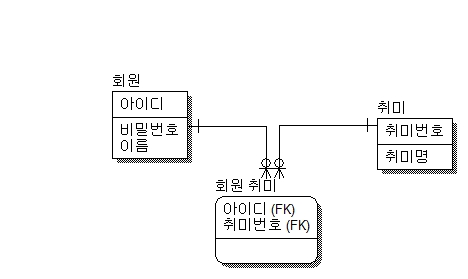 회원
아이디
비밀번호
이름
취미
취미번호
취미명
회원 취미
아이디 (FK)
취미번호 (FK)